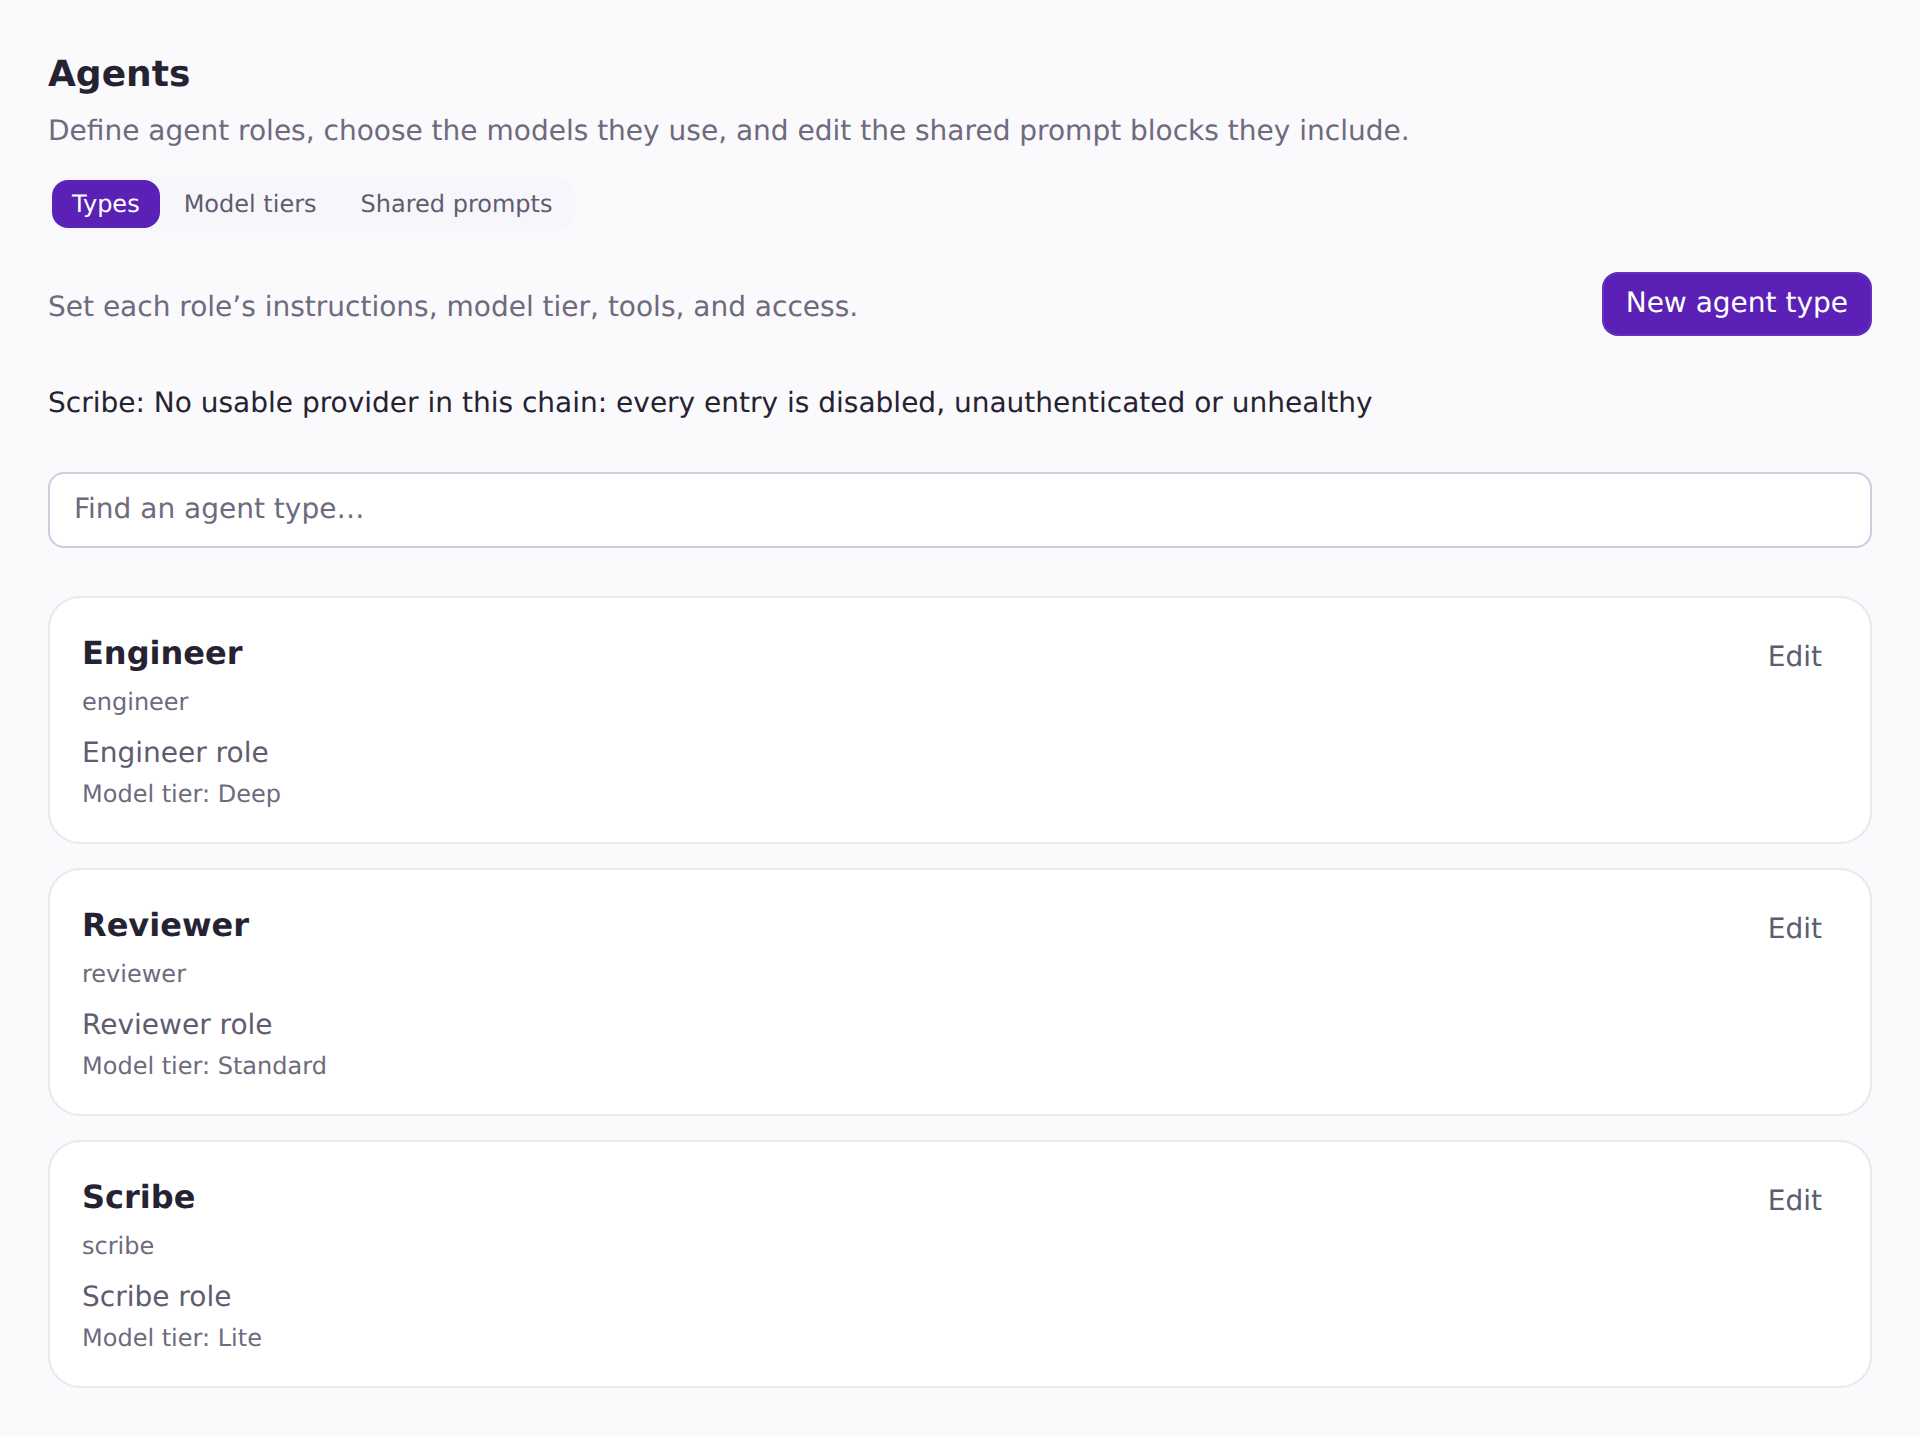 Agents
Define agent roles, choose the models they use, and edit the shared prompt blocks they include.
Types Model tiers Shared prompts
Set each role’s instructions, model tier, tools, and access.
New agent type
Scribe: No usable provider in this chain: every entry is disabled, unauthenticated or unhealthy
Find an agent type…
Engineer
Edit
engineer
Engineer role
Model tier: Deep
Reviewer
Edit
reviewer
Reviewer role
Model tier: Standard
Scribe
Edit
scribe
Scribe role
Model tier: Lite